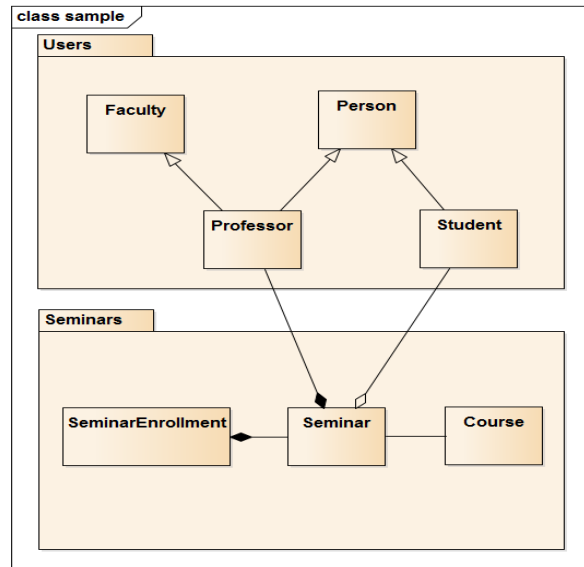 class sample
Users
Faculty
Person
Professor
Student
Seminars
SeminarEnrollment
Seminar
Course